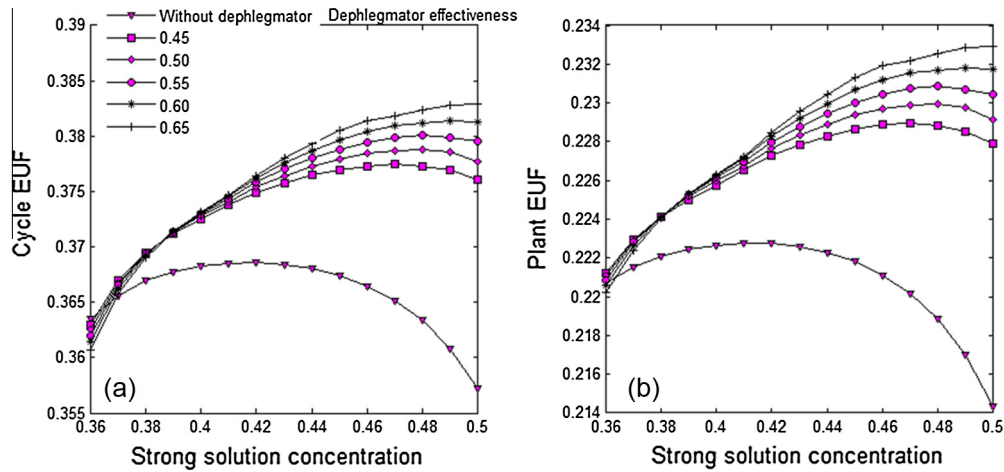 Without dephlegmator Dephlegmator effectiveness
0.45
0.50
0.55
0.60
0.65
Cycle EUF
0.39
0.385
0.38
0.375
0.37
0.365
0.36
0.355
(a)
0.36 0.38 0.4 0.42 0.44 0.46 0.48 0.5
Strong solution concentration
Plant EUF
0.234
0.232
0.23
0.228
0.226
0.224
0.222
0.22
0.218
0.216
0.214
(b)
0.36 0.38 0.4 0.42 0.44 0.46 0.48 0.5
Strong solution concentration